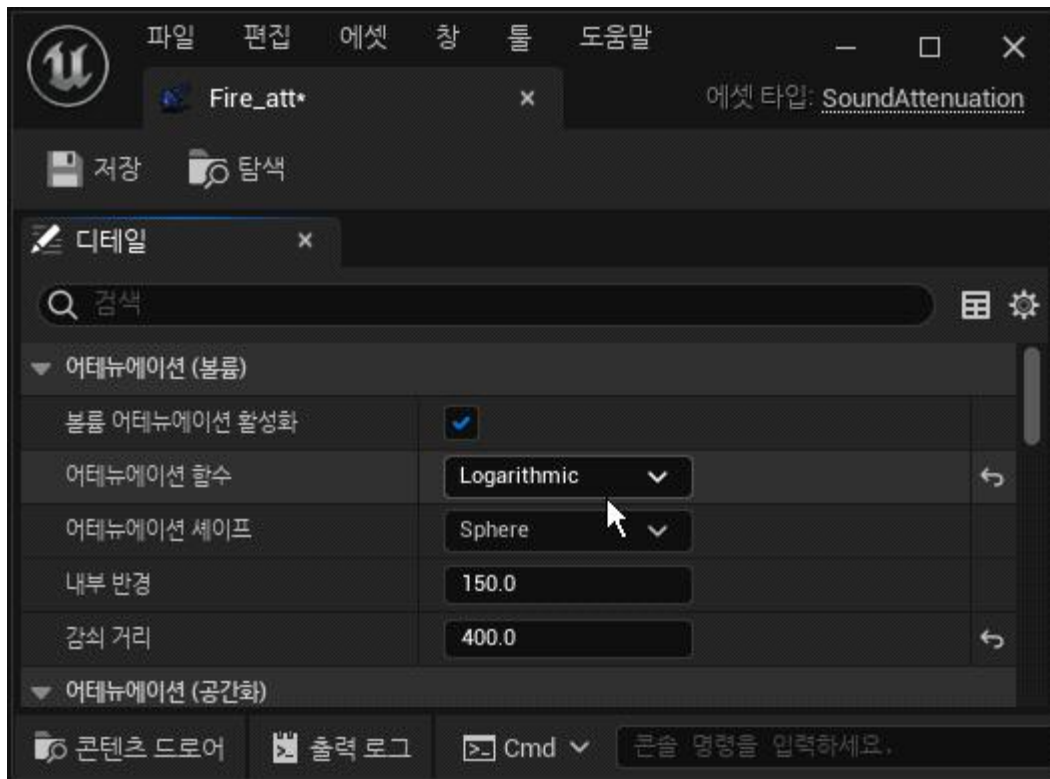 파일 편집 에셋 창 툴 도움말
Fire_att* 에셋 타입: SoundAttenuation
저장 탐색
디테일
검색
어테뉴에이션 (볼륨)
볼륨 어테뉴에이션 활성화
어테뉴에이션 함수 Logarithmic
어테뉴에이션 셰이프 Sphere
내부 반경 150.0
감쇠 거리 400.0
어테뉴에이션 (공간화)
콘텐츠 드로어 출력 로그 Cmd 콘솔 명령을 입력하세요.